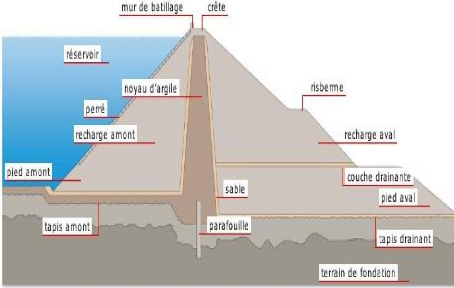 mur de batillage
crête
réservoir
noyau d'argile
risberme
perré
recharge amont
recharge aval
pied amont
couche drainante
sable
pied aval
tapis amont
parafouille
tapis drainant
terrain de fondation